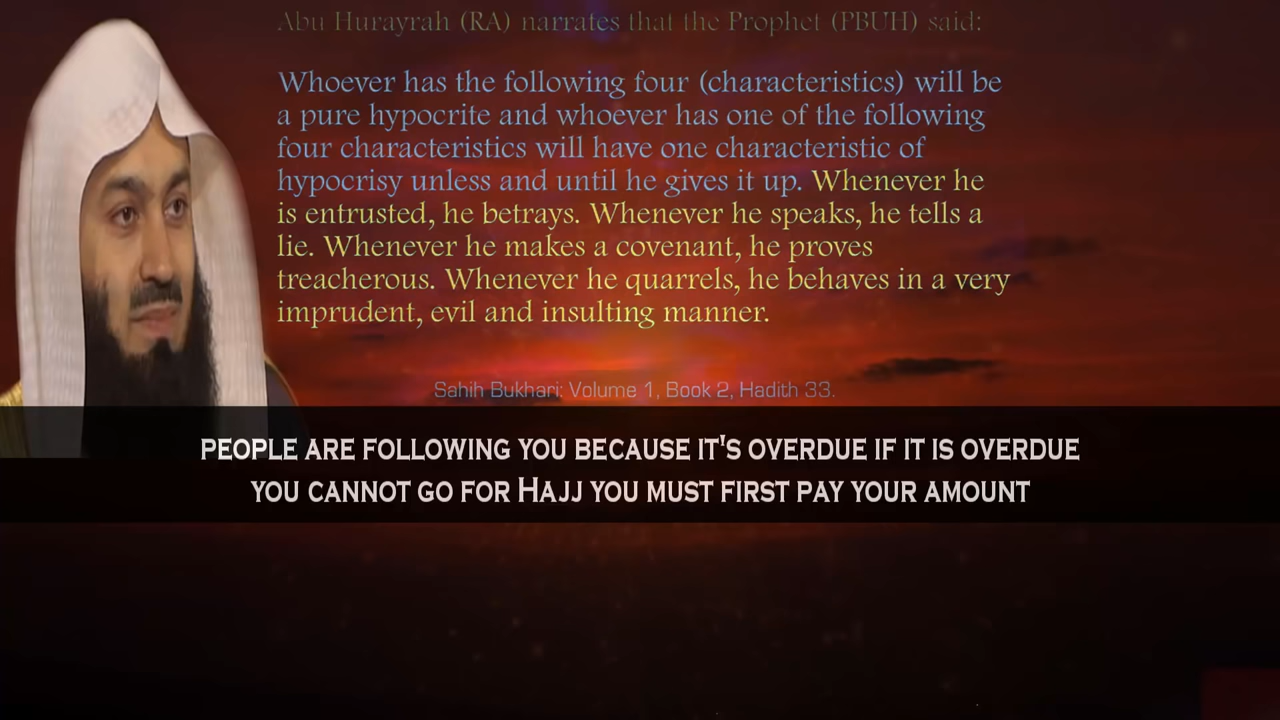 Abu Hurayrah (RA) narrates that the Prophet (PBUH) said:
Whoever has the following four (characteristics) will be
a pure hypocrite and whoever has one of the following
four characteristics will have one characteristic of
hypocrisy unless and until he gives it up. Whenever he
is entrusted, he betrays. Whenever he speaks, he tells a
lie. Whenever he makes a covenant, he proves
treacherous. Whenever he quarrels, he behaves in a very
imprudent, evil and insulting manner.
Sahih Bukhari: Volume 1, Book 2, Hadith 33.
PEOPLE ARE FOLLOWING YOU BECAUSE IT'S OVERDUE IF IT IS OVERDUE
YOU CANNOT GO FOR HAJJ YOU MUST FIRST PAY YOUR AMOUNT